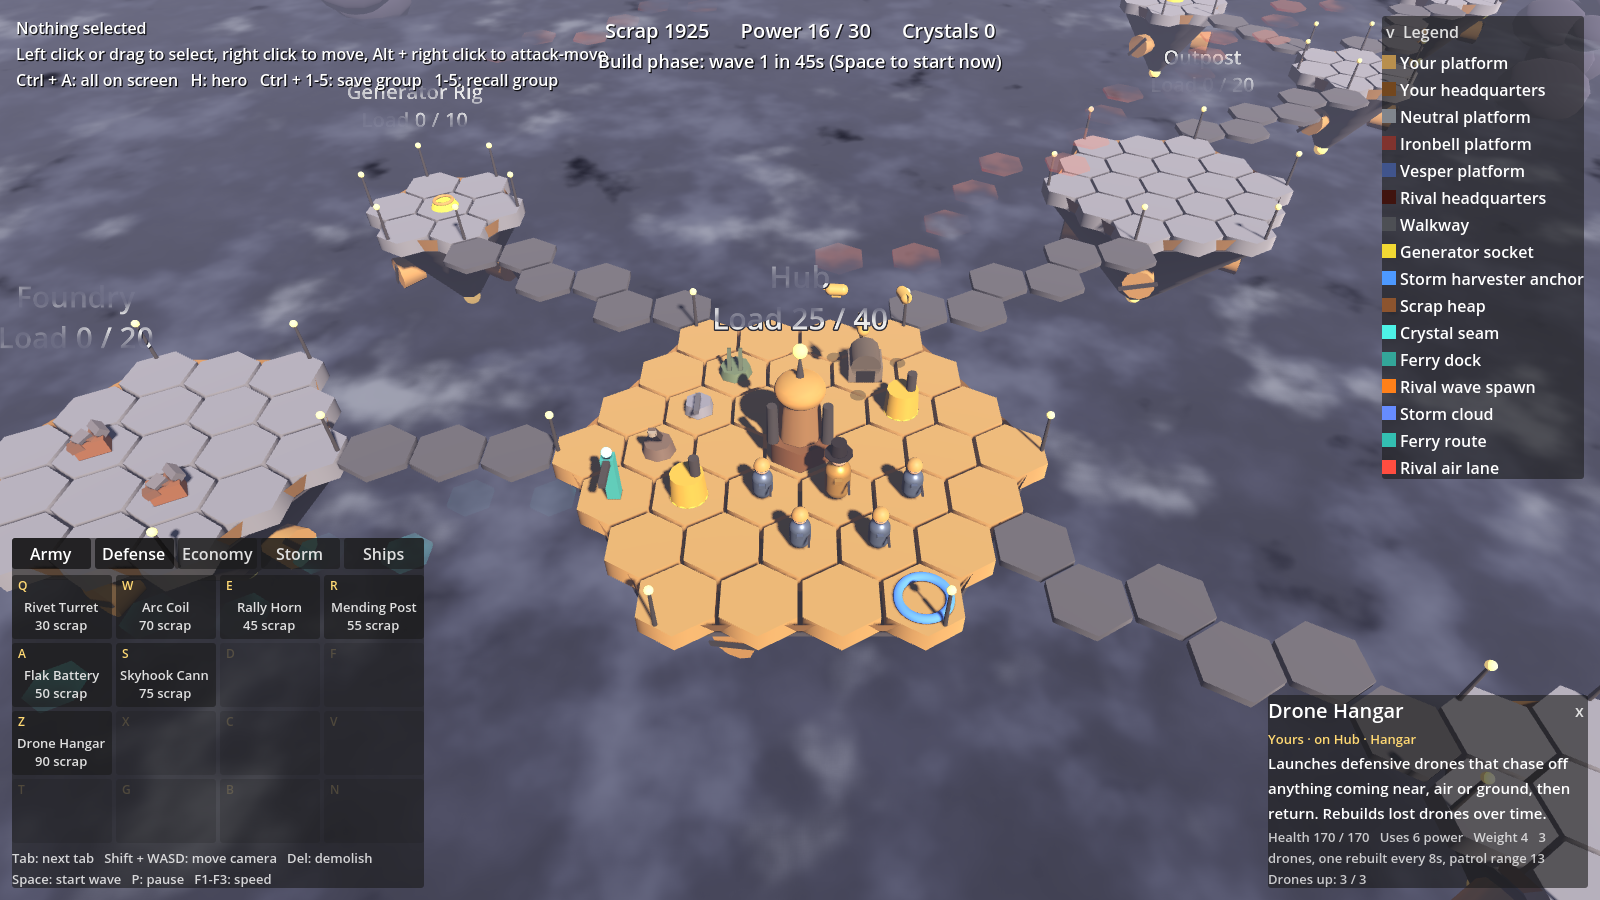 Nothing selected
Left click or drag to select, right click to move, Alt + right click to attack-move
Ctrl + A: all on screen H: hero Ctrl + 1-5: save group 1-5: recall group
Scrap 1925 Power 16 / 30 Crystals 0
Build phase: wave 1 in 45s (Space to start now)
Generator Rig
Load 0 / 10
Outpost
Load 0 / 20
Hub
Load 25 / 40
Foundry
Load 0 / 20
v Legend
Your platform
Your headquarters
Neutral platform
Ironbell platform
Vesper platform
Rival headquarters
Walkway
Generator socket
Storm harvester anchor
Scrap heap
Crystal seam
Ferry dock
Rival wave spawn
Storm cloud
Ferry route
Rival air lane
Army Defense Economy Storm Ships
Q W E R
Rivet Turret Arc Coil Rally Horn Mending Post
30 scrap 70 scrap 45 scrap 55 scrap
A S D F
Flak Battery Skyhook Cann
50 scrap 75 scrap
Z X C V
Drone Hangar
90 scrap
T G B N
Tab: next tab Shift + WASD: move camera Del: demolish
Space: start wave P: pause F1-F3: speed
Drone Hangar x
Yours · on Hub · Hangar
Launches defensive drones that chase off
anything coming near, air or ground, then
return. Rebuilds lost drones over time.
Health 170 / 170 Uses 6 power Weight 4 3
drones, one rebuilt every 8s, patrol range 13
Drones up: 3 / 3